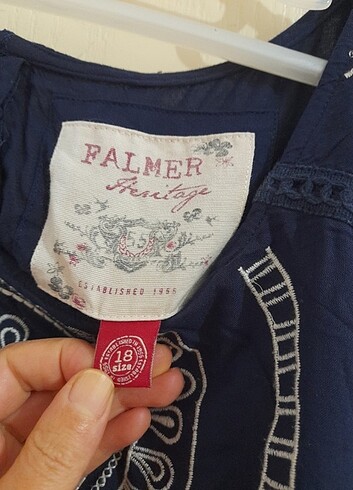 FALMER
Heritage
ESTABLISHED 1955
18
size